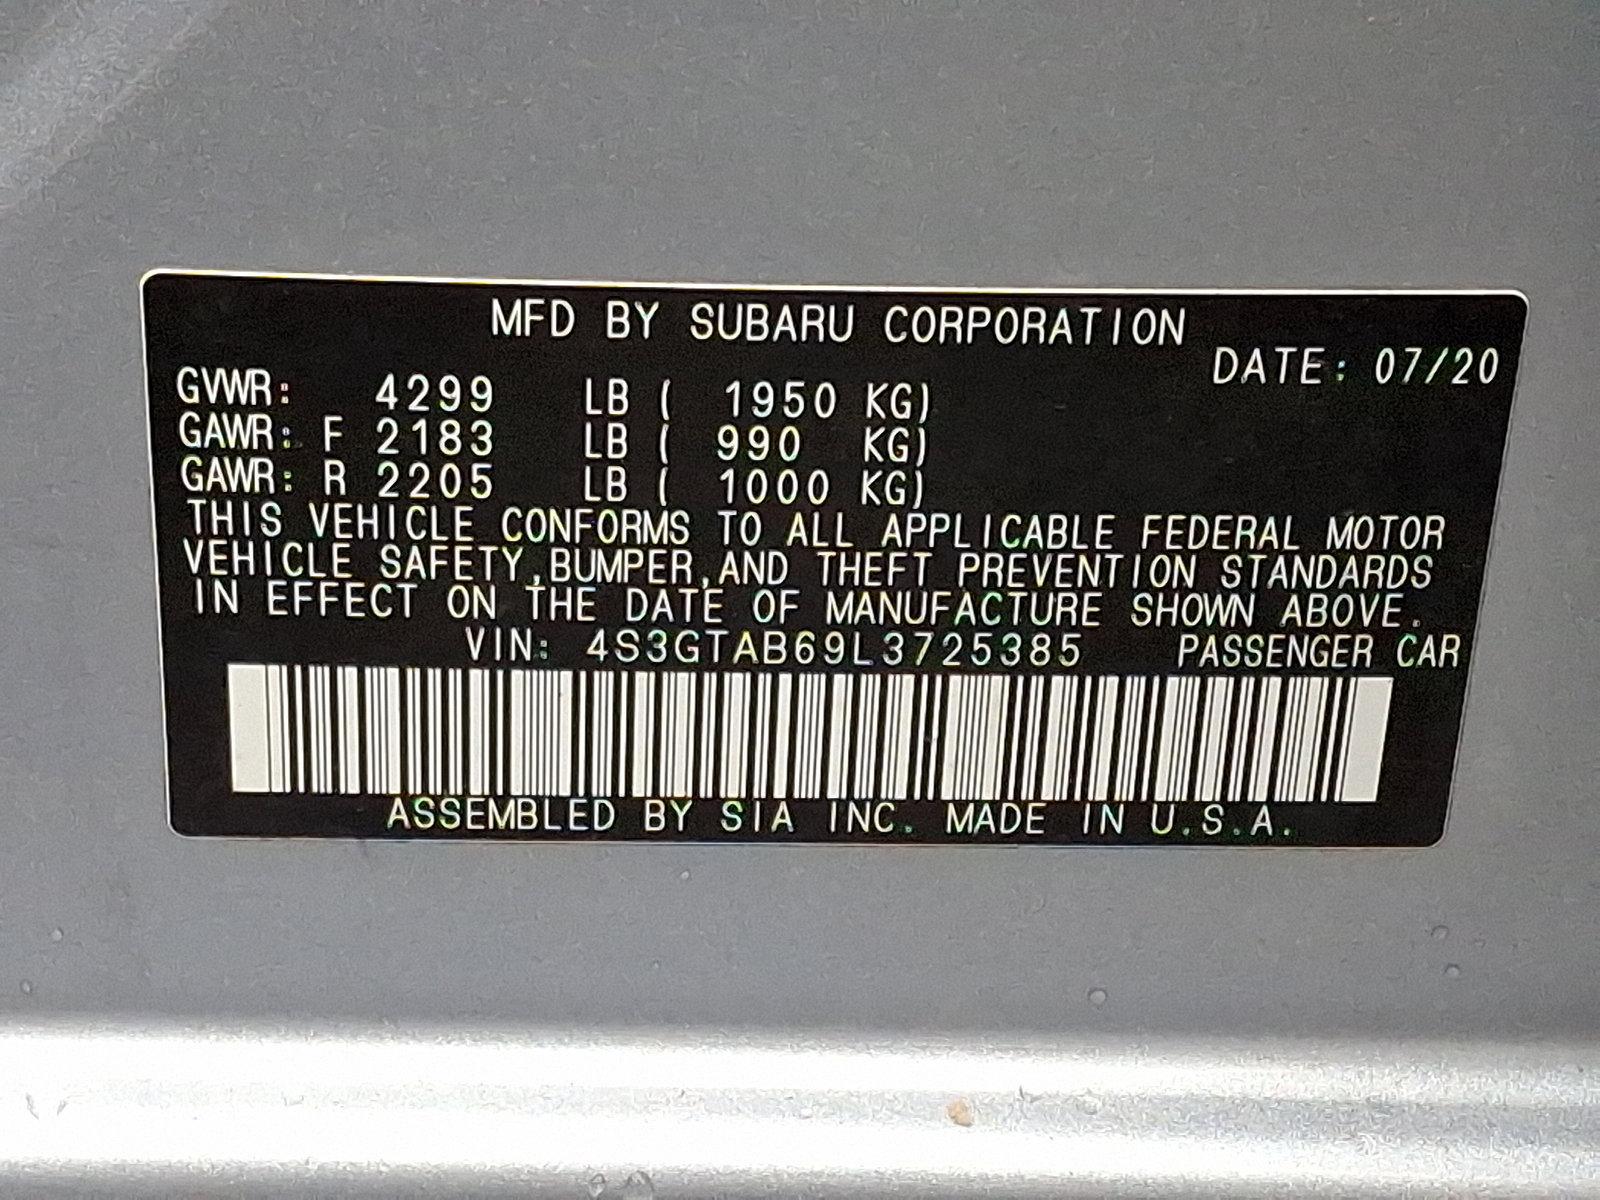 MFD BY SUBARU CORPORATION
DATE: 07/20
GVWR: 4299 LB ( 1950 KG)
GAWR: F 2183 LB ( 990 KG)
GAWR: R 2205 LB ( 1000 KG)
THIS VEHICLE CONFORMS TO ALL APPLICABLE FEDERAL MOTOR
VEHICLE SAFETY,BUMPER,AND THEFT PREVENTION STANDARDS
IN EFFECT ON THE DATE OF MANUFACTURE SHOWN ABOVE.
VIN: 4S3GTAB69L3725385 PASSENGER CAR
ASSEMBLED BY SIA INC. MADE IN U.S.A.